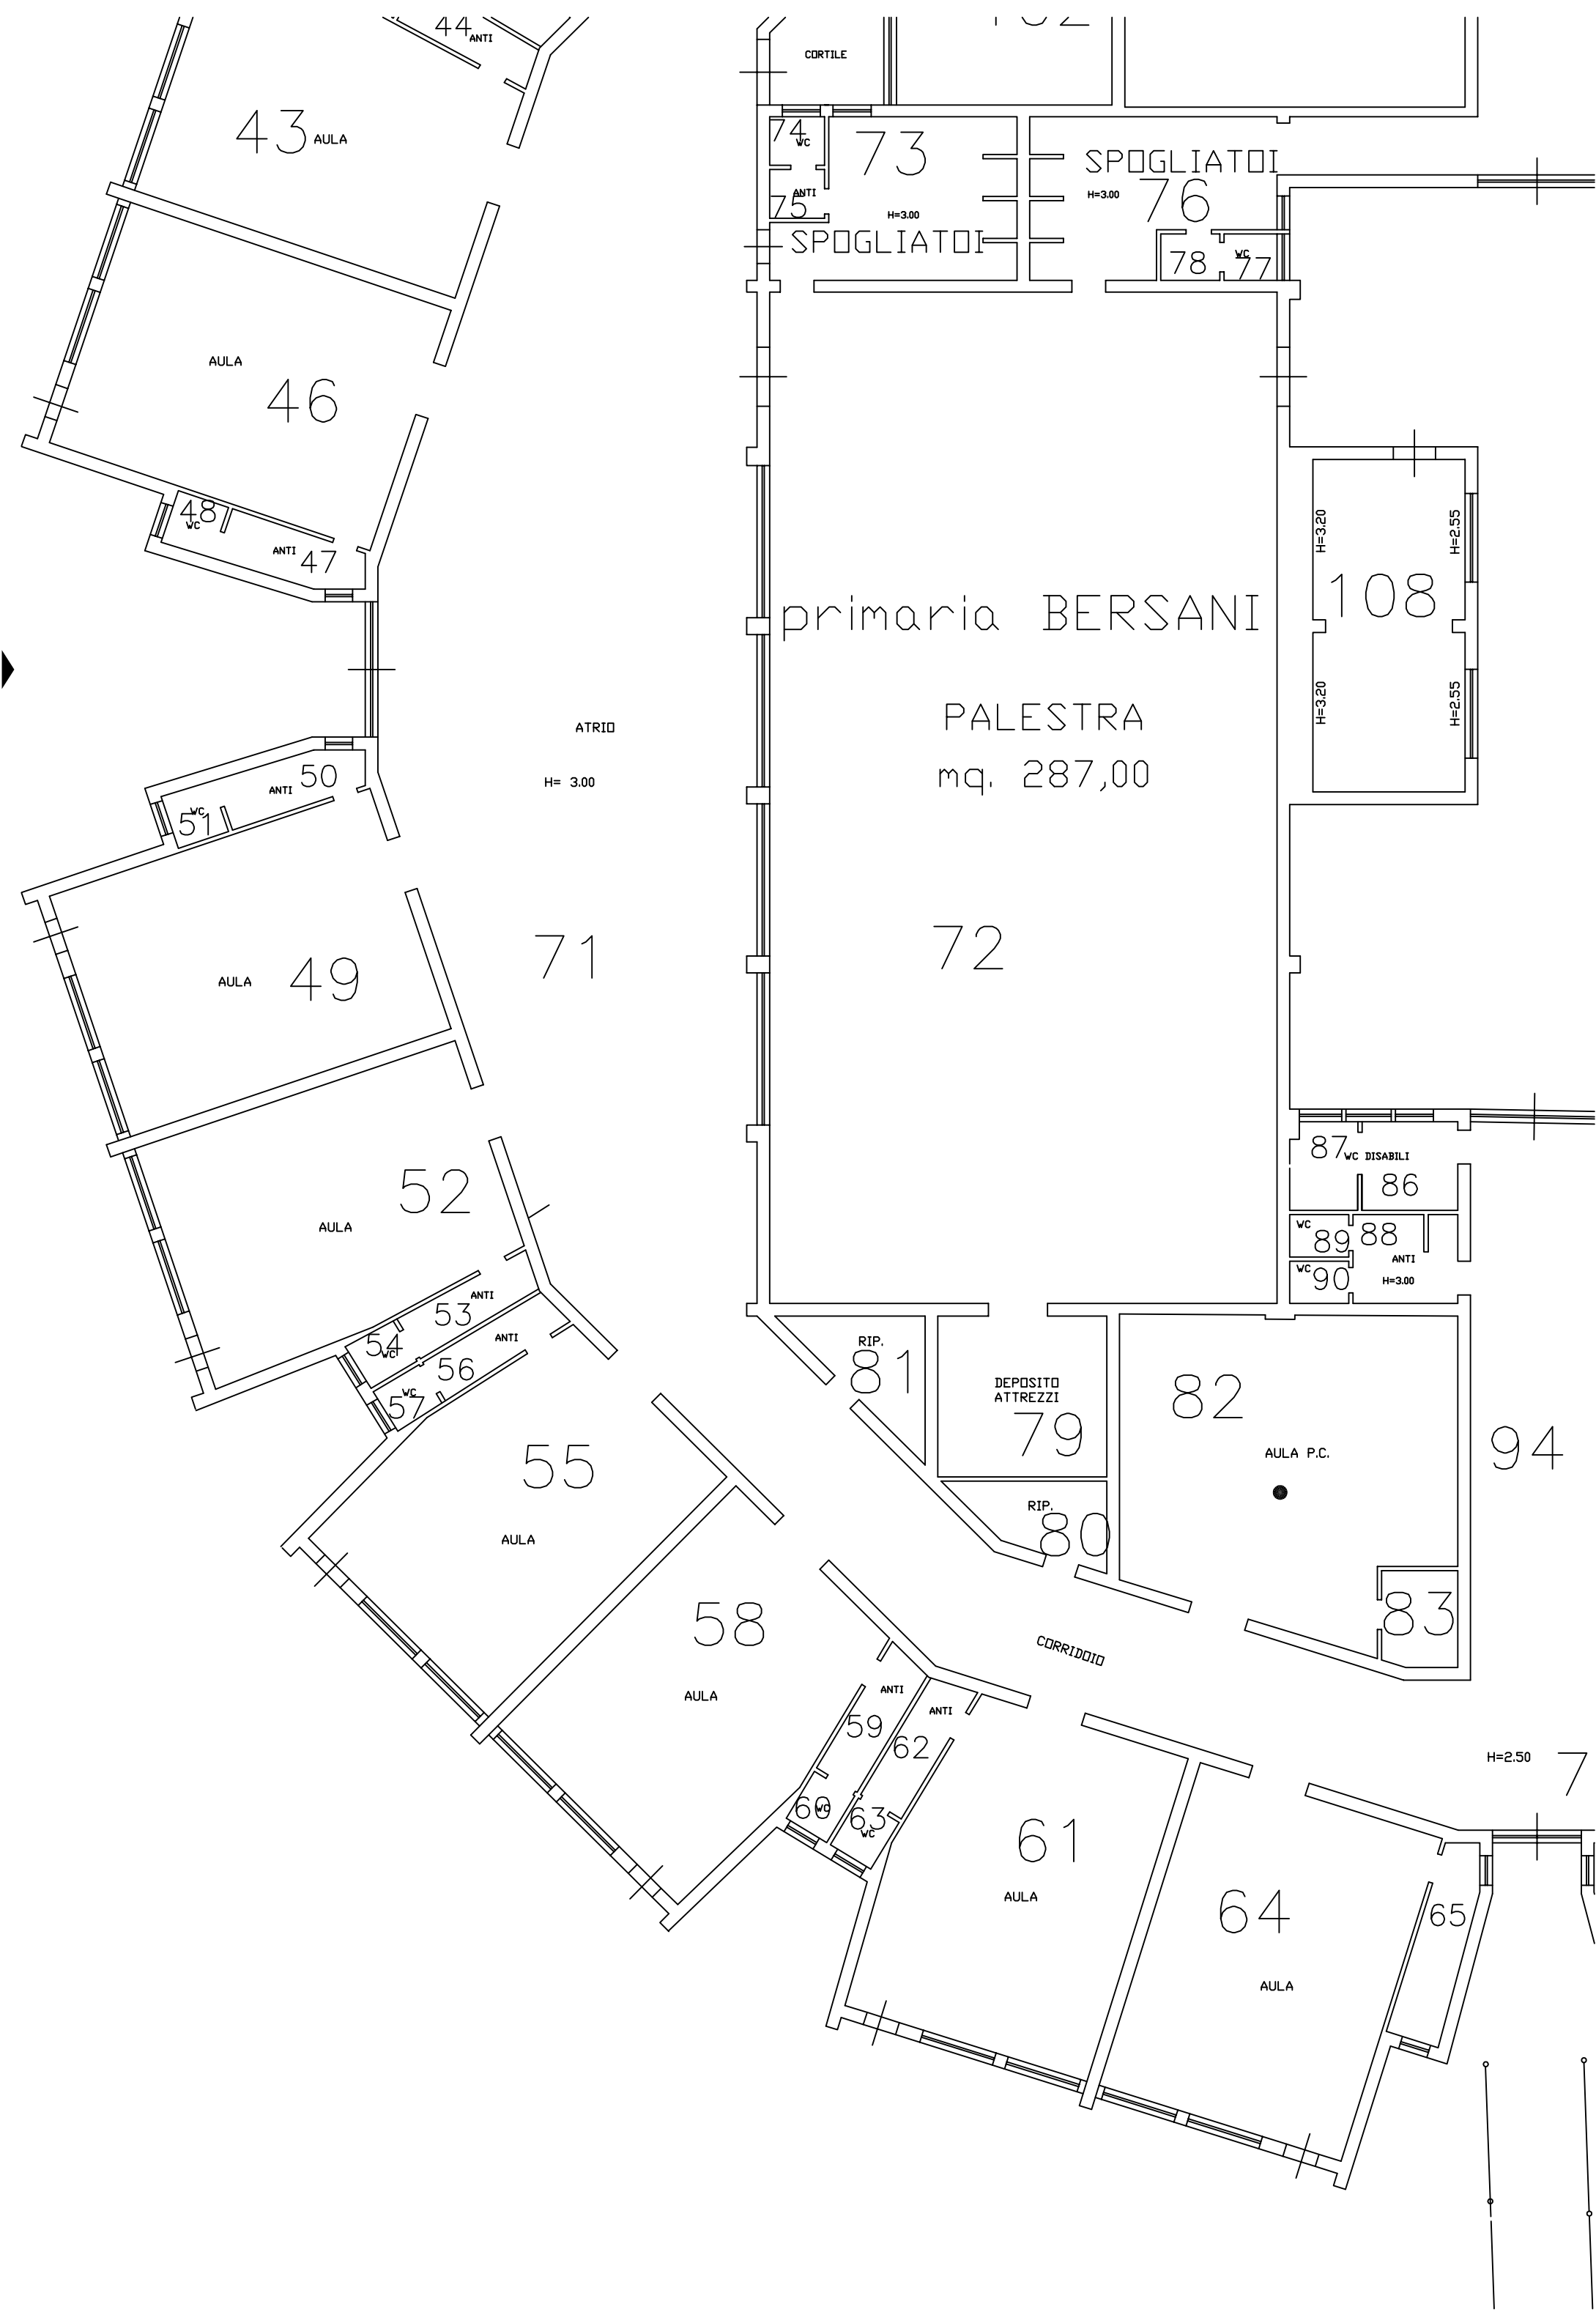 44
ANTI
CORTILE
43 AULA
74
WC
73
SPOGLIATOI
H=3.00
76
ANTI
75
H=3.00
SPOGLIATOI
78
WC
77
AULA
46
48
WC
ANTI
47
H=3.20
H=2.55
108
primaria BERSANI
H=3.20
H=2.55
PALESTRA
mq. 287,00
ATRIO
H= 3.00
50
ANTI
WC
51
71
72
AULA
49
87
WC DISABILI
86
52
AULA
WC
89
88
ANTI
WC
90
H=3.00
ANTI
53
54
WC
ANTI
56
WC
57
RIP.
81
DEPOSITO
ATTREZZI
79
82
AULA P.C.
94
55
AULA
RIP.
80
83
58
AULA
CORRIDOIO
ANTI
59
ANTI
62
60
WC
63
WC
H=2.50
7
61
AULA
64
AULA
65